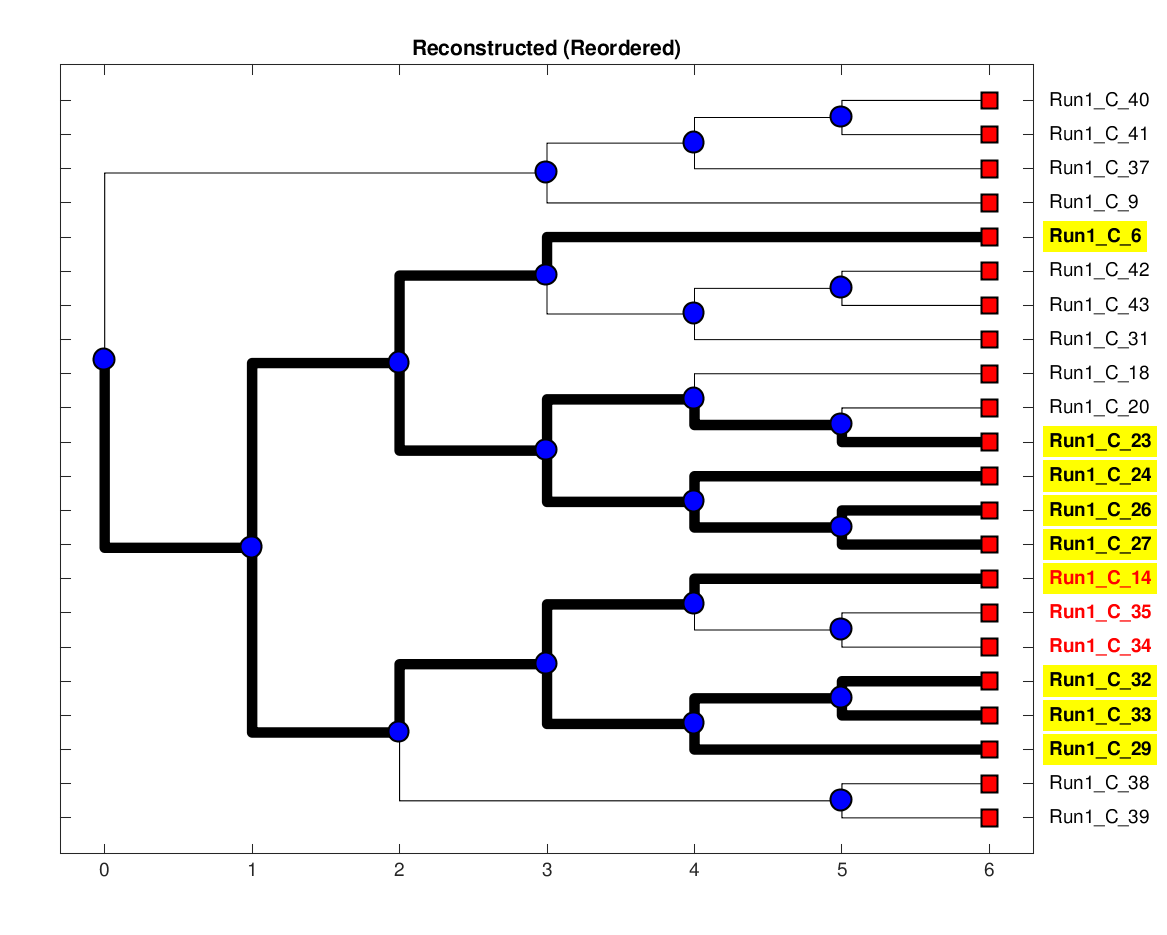 Reconstructed (Reordered)
Run1_C_40
Run1_C_41
Run1_C_37
Run1_C_9
Run1_C_6
Run1_C_42
Run1_C_43
Run1_C_31
Run1_C_18
Run1_C_20
Run1_C_23
Run1_C_24
Run1_C_26
Run1_C_27
Run1_C_14
Run1_C_35
Run1_C_34
Run1_C_32
Run1_C_33
Run1_C_29
Run1_C_38
Run1_C_39
0 1 2 3 4 5 6